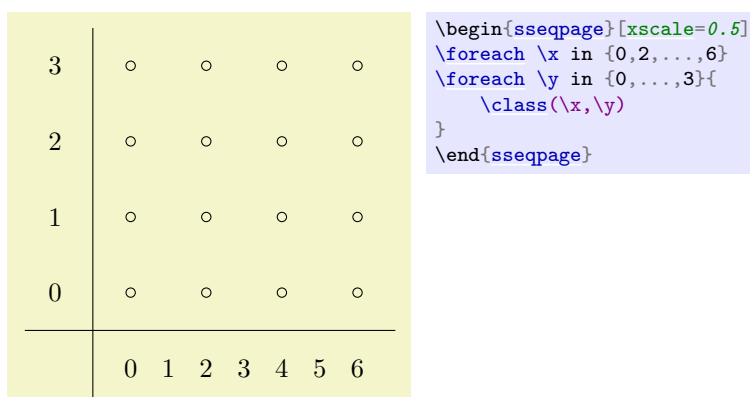 3
2
1
0
0 1 2 3 4 5 6
\begin{sseqpage}[xscale=0.5]
\foreach \x in {0,2,...,6}
\foreach \y in {0,...,3}{
    \class(\x,\y)
}
\end{sseqpage}